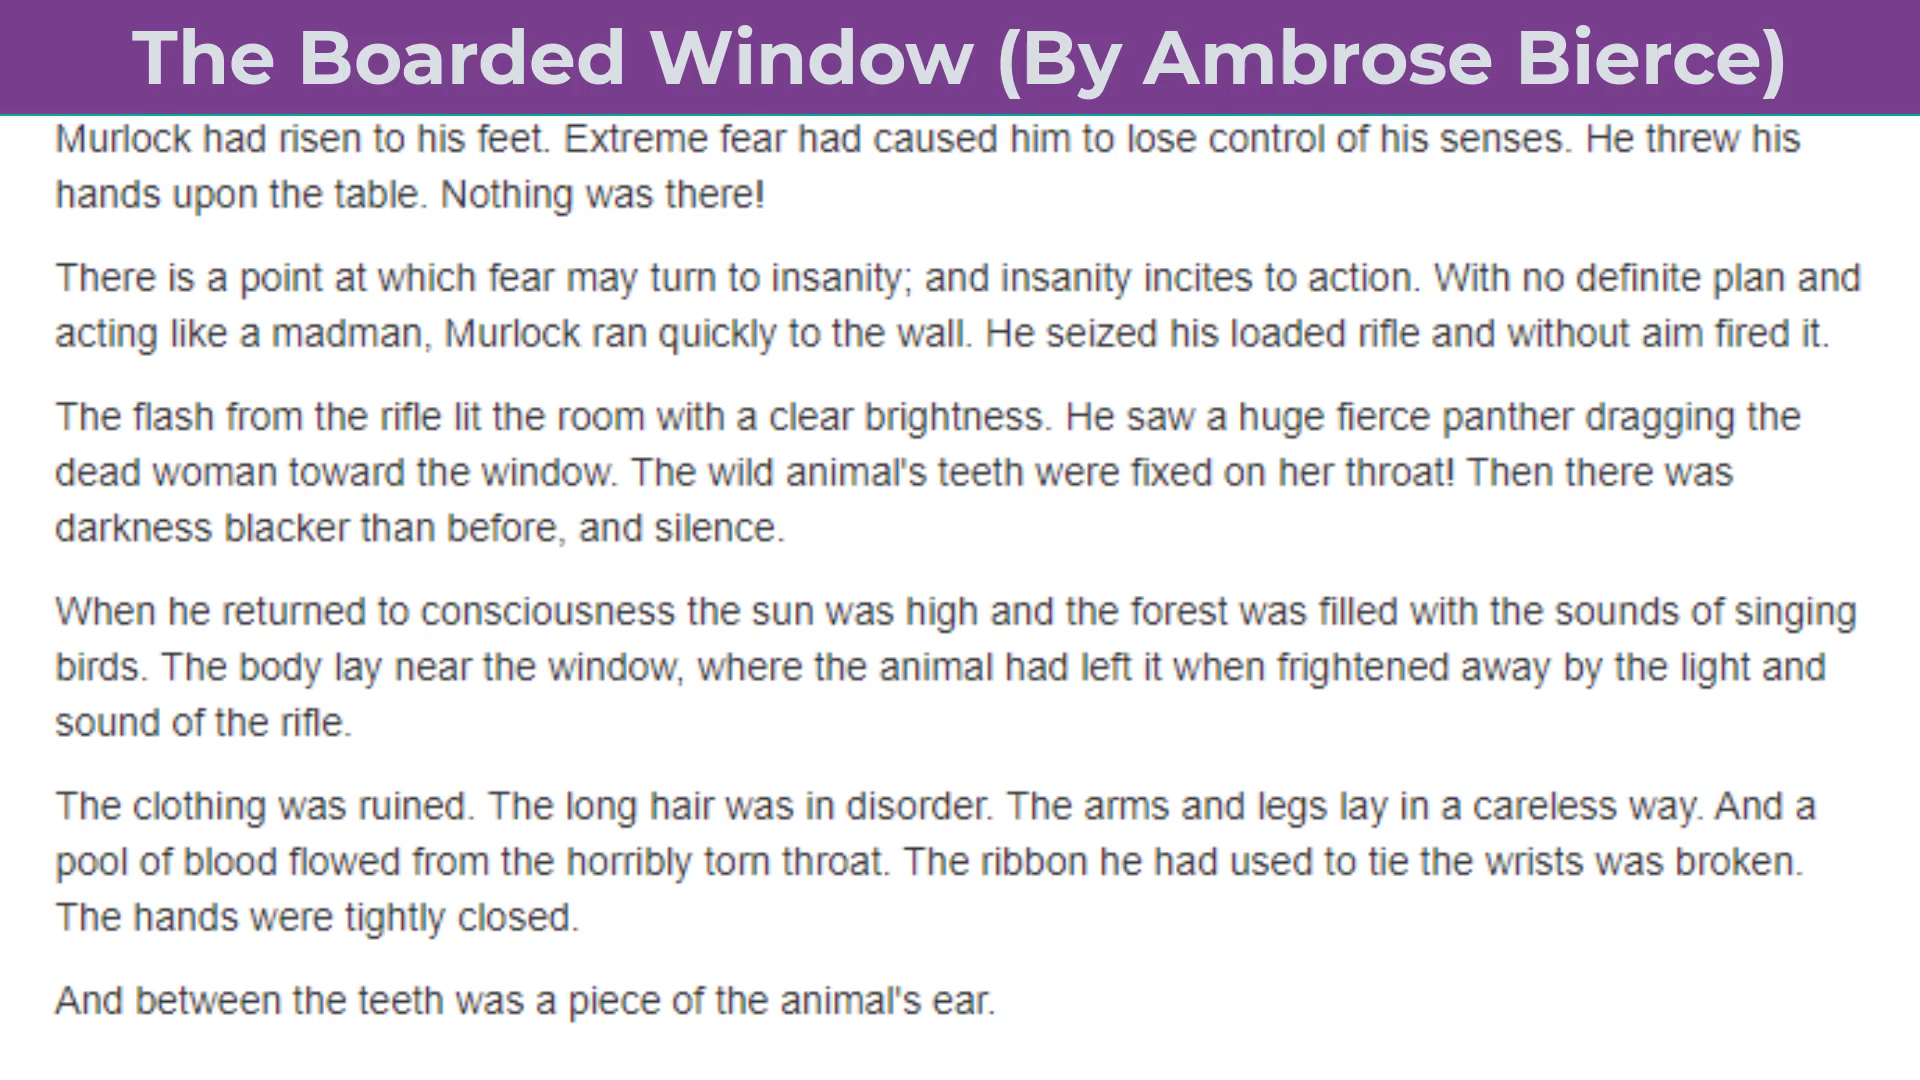 The Boarded Window (By Ambrose Bierce)
Murlock had risen to his feet. Extreme fear had caused him to lose control of his senses. He threw his
hands upon the table. Nothing was there!
There is a point at which fear may turn to insanity; and insanity incites to action. With no definite plan and
acting like a madman, Murlock ran quickly to the wall. He seized his loaded rifle and without aim fired it.
The flash from the rifle lit the room with a clear brightness. He saw a huge fierce panther dragging the
dead woman toward the window. The wild animal's teeth were fixed on her throat! Then there was
darkness blacker than before, and silence.
When he returned to consciousness the sun was high and the forest was filled with the sounds of singing
birds. The body lay near the window, where the animal had left it when frightened away by the light and
sound of the rifle.
The clothing was ruined. The long hair was in disorder. The arms and legs lay in a careless way. And a
pool of blood flowed from the horribly torn throat. The ribbon he had used to tie the wrists was broken.
The hands were tightly closed.
And between the teeth was a piece of the animal's ear.